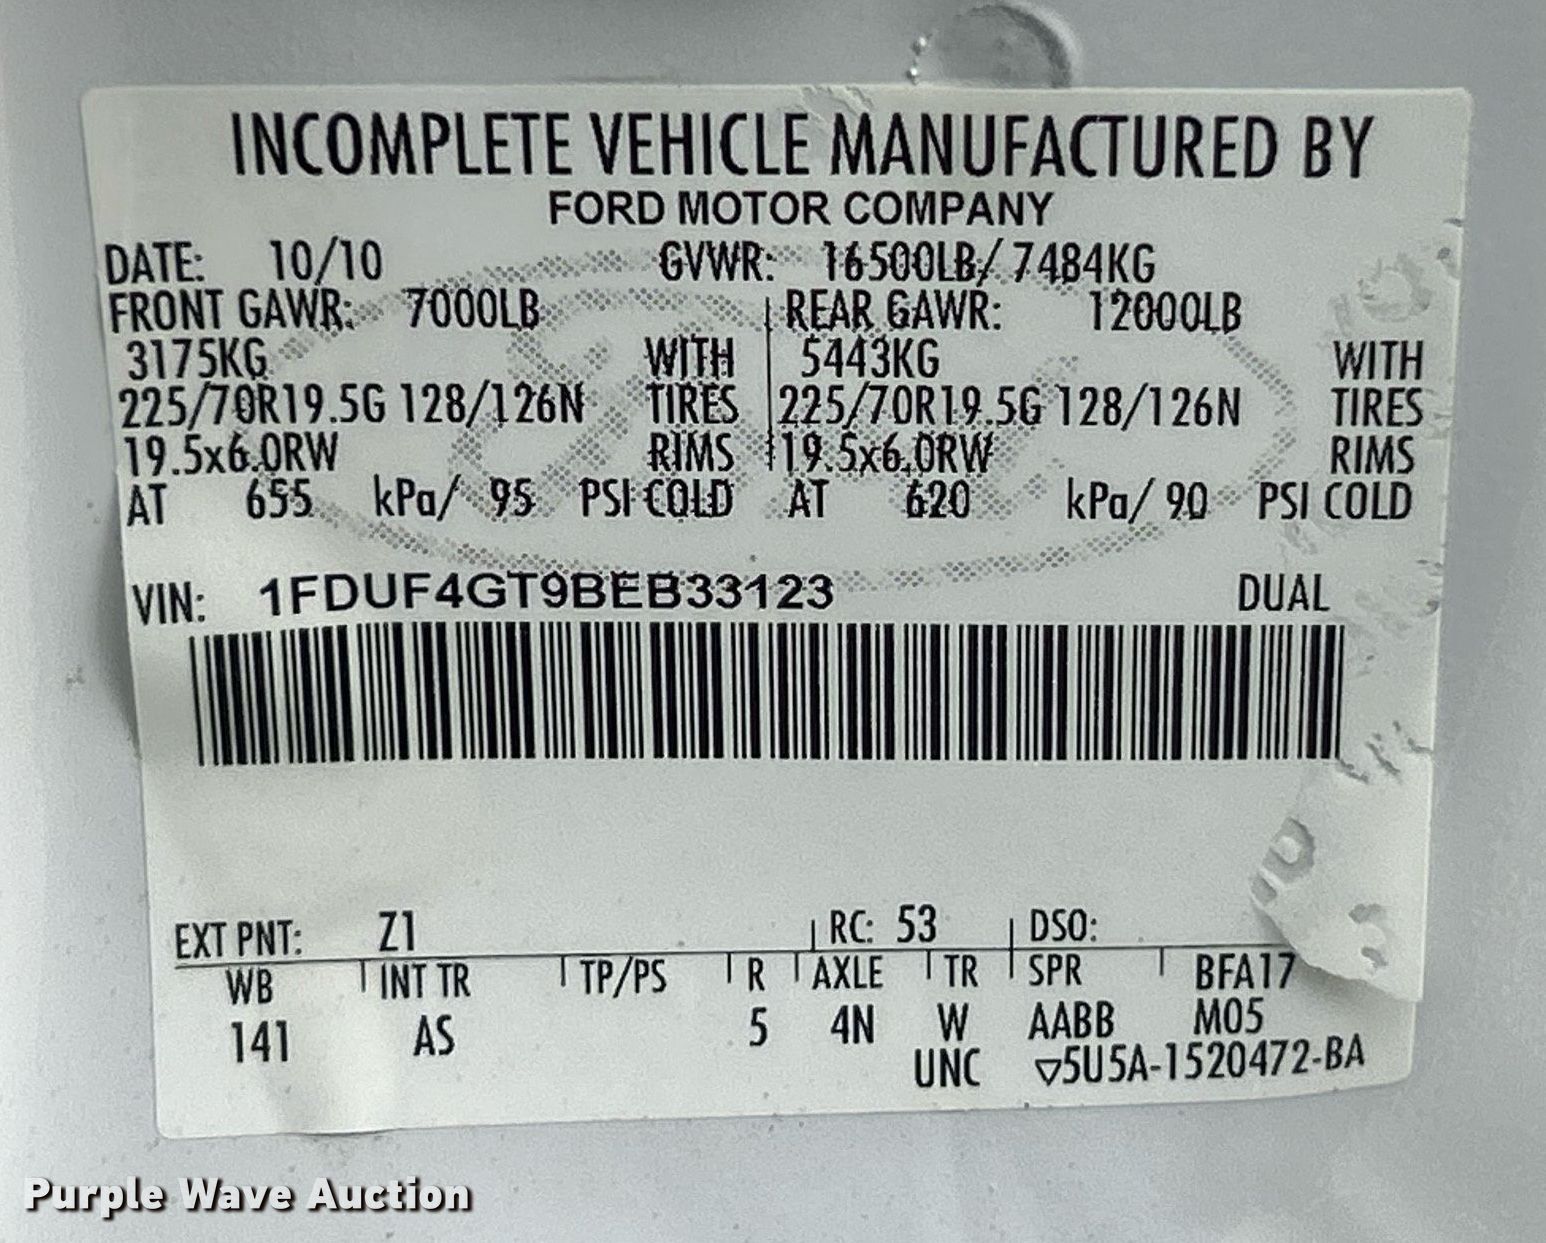 INCOMPLETE VEHICLE MANUFACTURED BY
FORD MOTOR COMPANY
DATE: 10/10 GVWR: 16500LB/ 7484KG
FRONT GAWR: 7000LB REAR GAWR: 12000LB
3175KG WITH 5443KG WITH
225/70R19.5G 128/126N TIRES 225/70R19.5G 128/126N TIRES
19.5x6.0RW RIMS 19.5x6.0RW RIMS
AT 655 kPa/ 95 PSI COLD AT 620 kPa/ 90 PSI COLD
VIN: 1FDUF4GT9BEB33123 DUAL
EXT PNT: Z1 RC: 53 DSO:
WB INT TR TP/PS R AXLE TR SPR BFA17
141 AS 5 4N W AABB M05
UNC ▽5U5A-1520472-BA
Purple Wave Auction